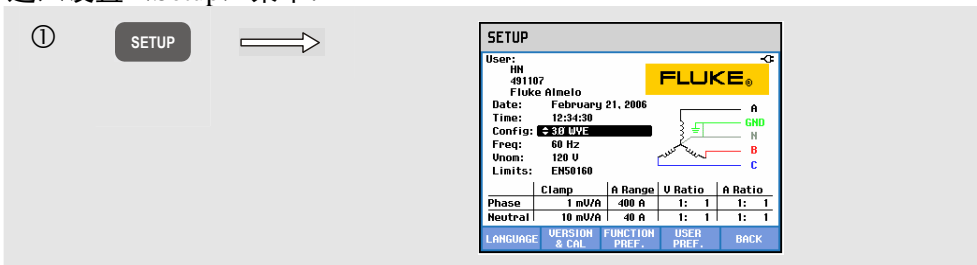 ① SETUP
SETUP
User:
HN
491107
Fluke Almelo
FLUKE®
Date: February 21, 2006
Time: 12:34:30
Config: 3Ø WYE
Freq: 60 Hz
Vnom: 120 V
Limits: EN50160
A
GND
N
B
C
Clamp A Range V Ratio A Ratio
Phase 1 mV/A 400 A 1: 1 1: 1
Neutral 10 mV/A 40 A 1: 1 1: 1
LANGUAGE VERSION & CAL FUNCTION PREF. USER PREF. BACK